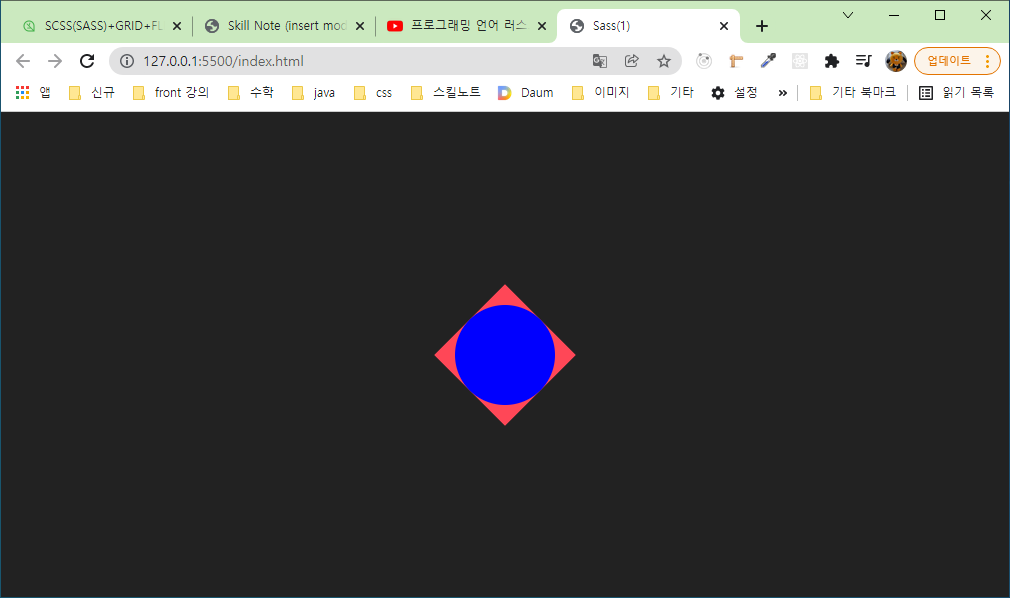 SCSS(SASS)+GRID+FL
Skill Note (insert mod
프로그래밍 언어 러스
Sass(1)
127.0.0.1:5500/index.html
업데이트
앱 신규 front 강의 수학 java css 스킬노트 Daum 이미지 기타 설정 » 기타 북마크 읽기 목록